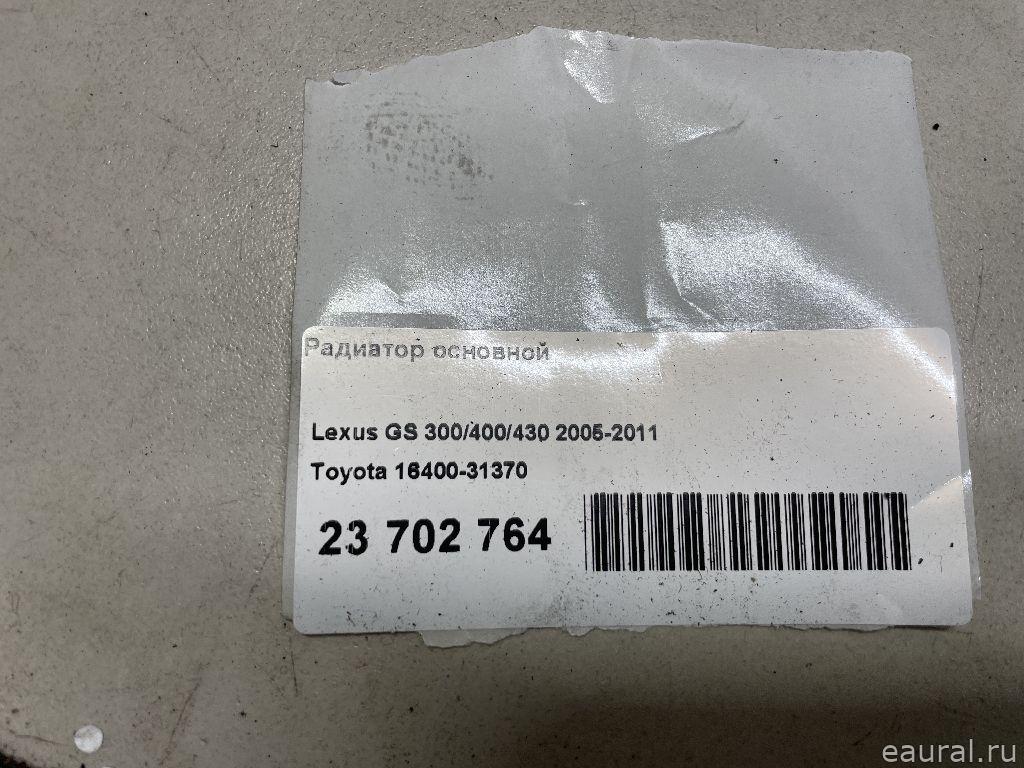 Радиатор основной
Lexus GS 300/400/430 2005-2011
Toyota 16400-31370
23 702 764
eaural.ru